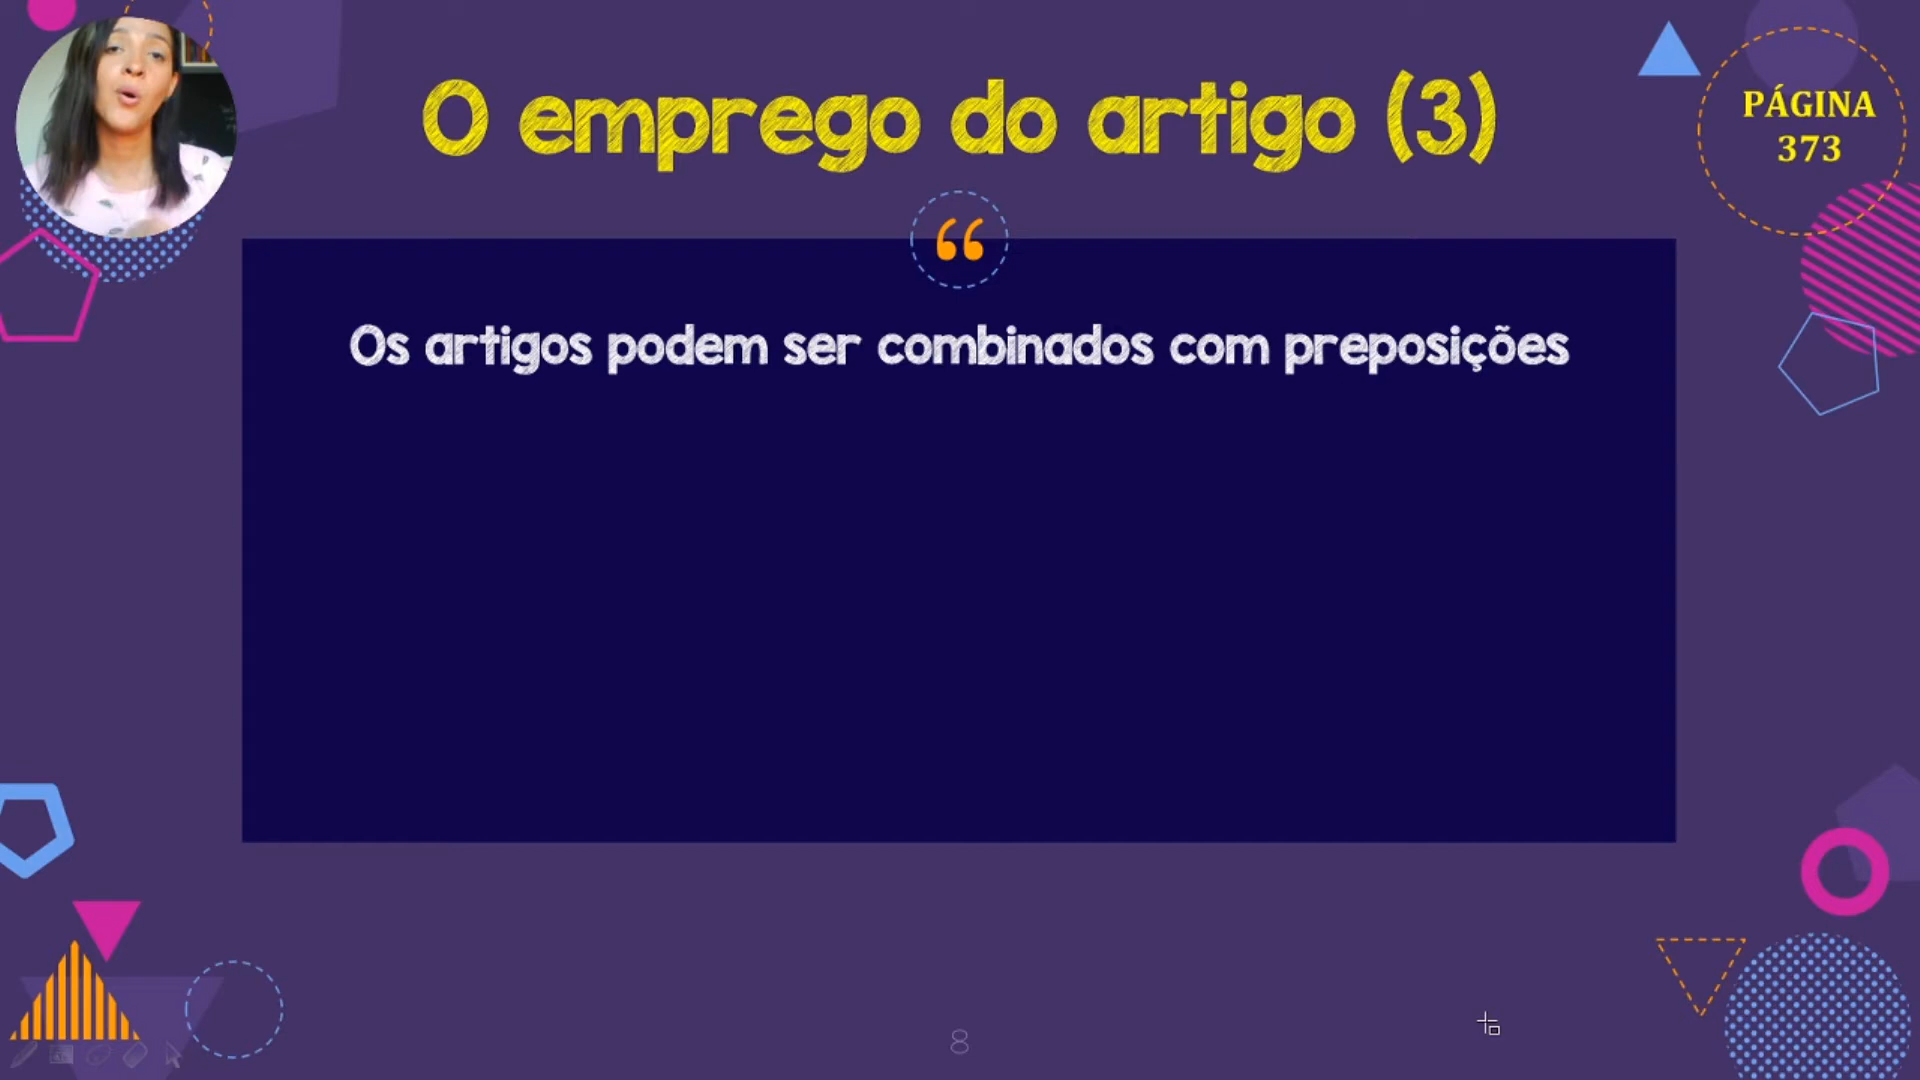 O emprego do artigo (3)
PÁGINA
373
“
Os artigos podem ser combinados com preposições
8